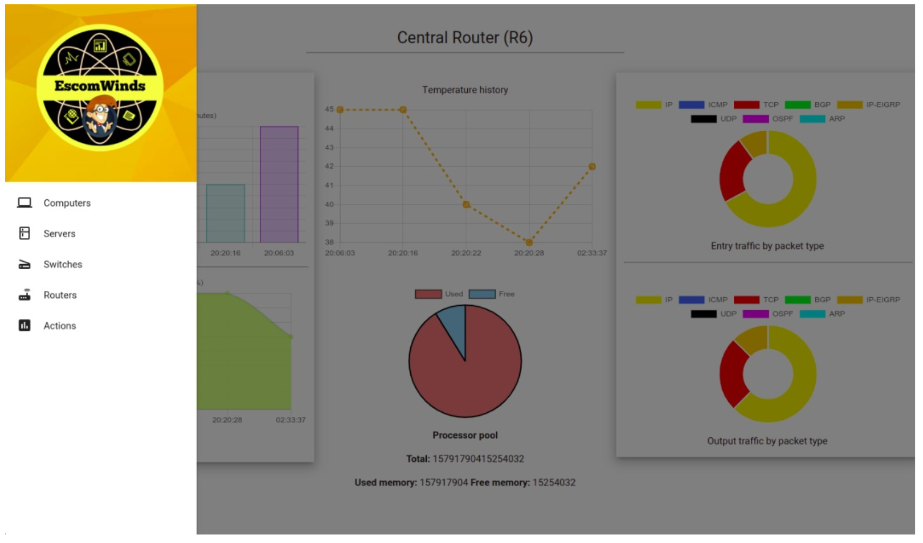 EscomWinds
Computers
Servers
Switches
Routers
Actions
Central Router (R6)
nutes)
20:20:16 20:06:03
20:20:28 02:33:37
Temperature history
45
44
43
42
41
40
39
38
20:06:03 20:20:16 20:20:22 20:20:28 02:33:37
Used Free
Processor pool
Total: 15791790415254032
Used memory: 157917904 Free memory: 15254032
IP ICMP TCP BGP IP-EIGRP
UDP OSPF ARP
Entry traffic by packet type
IP ICMP TCP BGP IP-EIGRP
UDP OSPF ARP
Output traffic by packet type